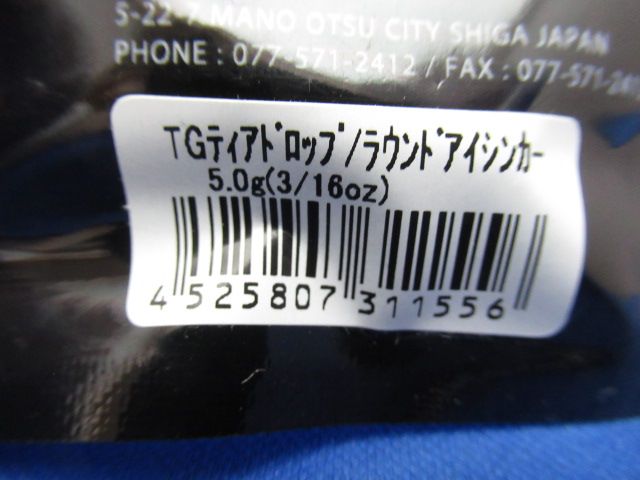 5-22-7 MANO OTSU CITY SHIGA JAPAN
PHONE : 077-571-2412 / FAX : 077-571-
TGティアドロップ/ラウンドアイシンカー
5.0g(3/16oz)
4 525807 311556